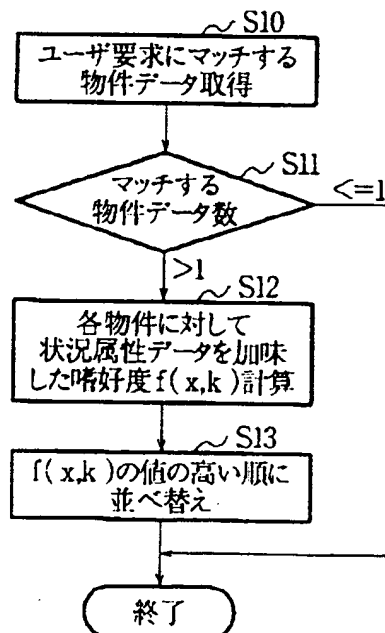 S10
ユーザ要求にマッチする
物件データ取得
S11
マッチする
物件データ数
<=1
>1
S12
各物件に対して
状況属性データを加味
した嗜好度f(x,k)計算
S13
f(x,k)の値の高い順に
並べ替え
終了